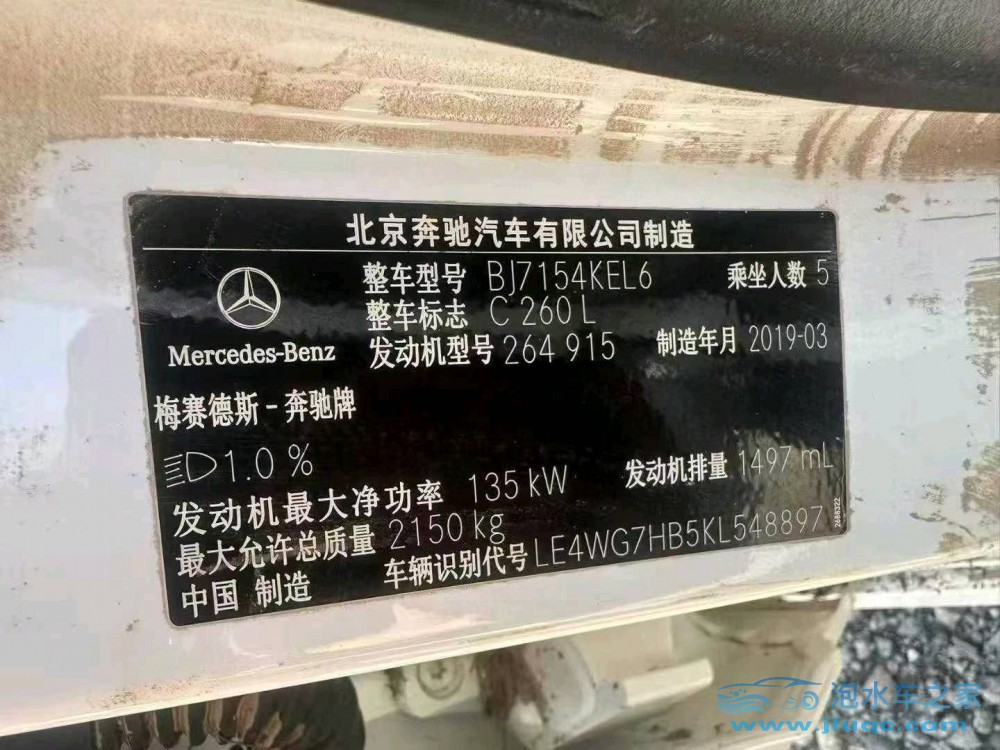 北京奔驰汽车有限公司制造
整车型号 BJ7154KEL6 乘坐人数 5
整车标志 C 260 L
发动机型号 264 915 制造年月 2019-03
Mercedes-Benz
梅赛德斯-奔驰牌
1.0 %
发动机最大净功率 135 kW 发动机排量 1497 mL
最大允许总质量 2150 kg
车辆识别代号 LE4WG7HB5KL548897
中国 制造
2688322
泡水车之家
www.jfuqc.com